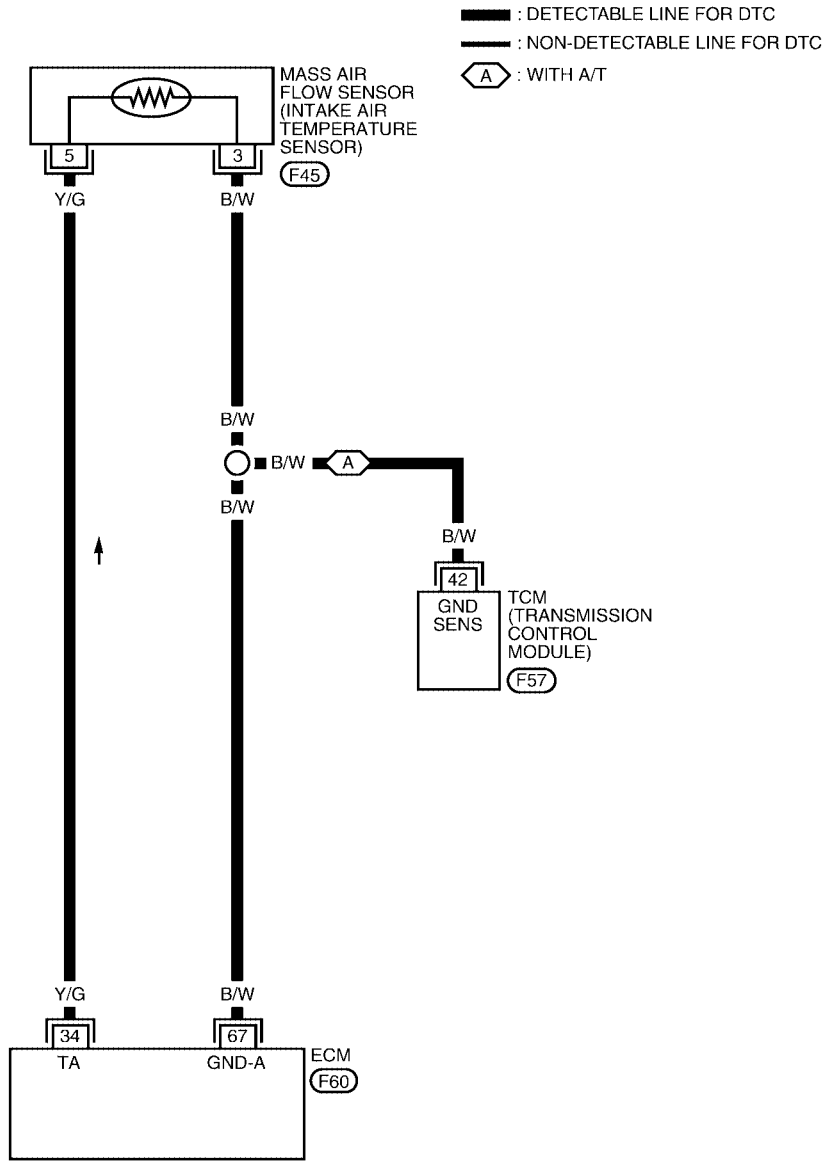 : DETECTABLE LINE FOR DTC
: NON-DETECTABLE LINE FOR DTC
A : WITH A/T
MASS AIR
FLOW SENSOR
(INTAKE AIR
TEMPERATURE
SENSOR)
F45
5
3
Y/G
B/W
B/W
B/W
A
B/W
B/W
42
GND
SENS
TCM
(TRANSMISSION
CONTROL
MODULE)
F57
Y/G
B/W
34
67
TA
GND-A
ECM
F60